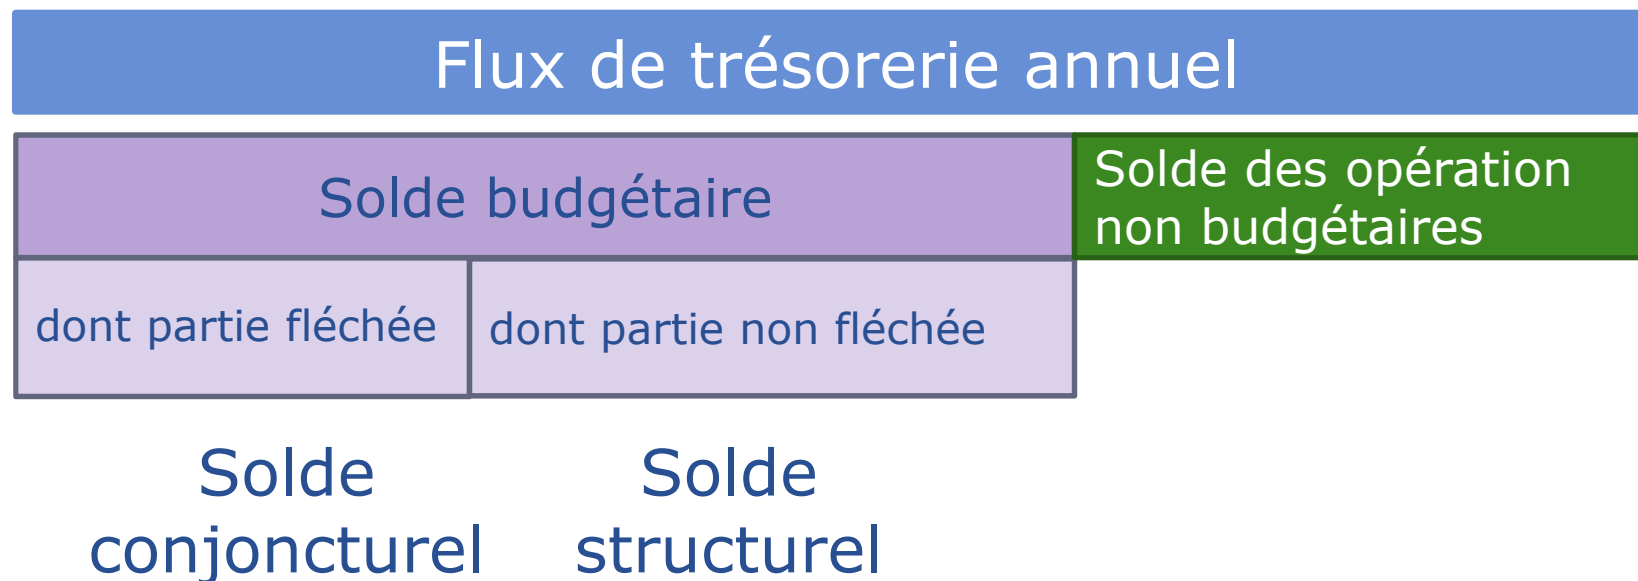 Flux de trésorerie annuel
Solde budgétaire
Solde des opération
non budgétaires
dont partie fléchée
dont partie non fléchée
Solde
conjoncturel
Solde
structurel